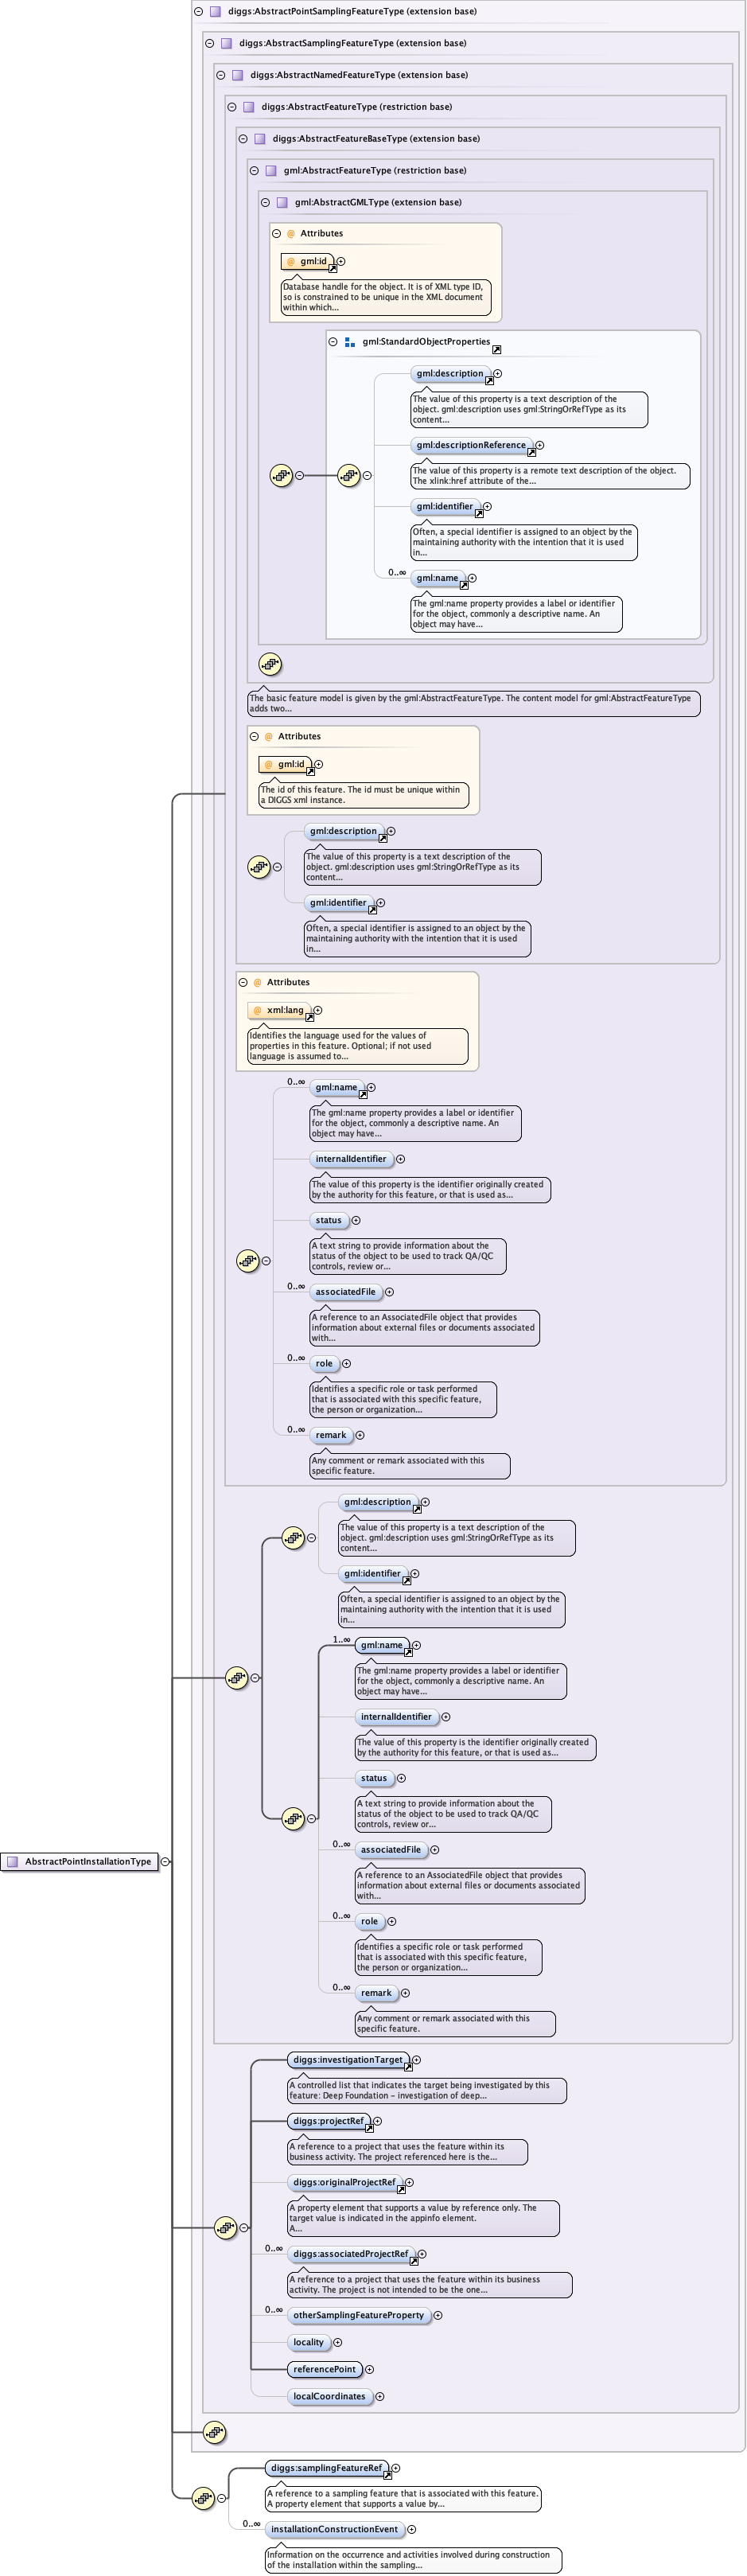 diggs:AbstractPointSamplingFeatureType (extension base)
diggs:AbstractSamplingFeatureType (extension base)
diggs:AbstractNamedFeatureType (extension base)
diggs:AbstractFeatureType (restriction base)
diggs:AbstractFeatureBaseType (extension base)
gml:AbstractFeatureType (restriction base)
gml:AbstractGMLType (extension base)
@ Attributes
@ gml:id
Database handle for the object. It is of XML type ID,
so is constrained to be unique in the XML document
within which...
gml:StandardObjectProperties
gml:description
The value of this property is a text description of the
object. gml:description uses gml:StringOrRefType as its
content...
gml:descriptionReference
The value of this property is a remote text description of the object.
The xlink:href attribute of the...
gml:identifier
Often, a special identifier is assigned to an object by the
maintaining authority with the intention that it is used
in...
0..∞
gml:name
The gml:name property provides a label or identifier
for the object, commonly a descriptive name. An
object may have...
The basic feature model is given by the gml:AbstractFeatureType. The content model for gml:AbstractFeatureType
adds two...
@ Attributes
@ gml:id
The id of this feature. The id must be unique within
a DIGGS xml instance.
gml:description
The value of this property is a text description of the
object. gml:description uses gml:StringOrRefType as its
content...
gml:identifier
Often, a special identifier is assigned to an object by the
maintaining authority with the intention that it is used
in...
@ Attributes
@ xml:lang
Identifies the language used for the values of
properties in this feature. Optional; if not used
language is assumed to...
0..∞
gml:name
The gml:name property provides a label or identifier
for the object, commonly a descriptive name. An
object may have...
internalIdentifier
The value of this property is the identifier originally created
by the authority for this feature, or that is used as...
status
A text string to provide information about the
status of the object to be used to track QA/QC
controls, review or...
0..∞
associatedFile
A reference to an AssociatedFile object that provides
information about external files or documents associated
with...
0..∞
role
Identifies a specific role or task performed
that is associated with this specific feature,
the person or organization...
0..∞
remark
Any comment or remark associated with this
specific feature.
gml:description
The value of this property is a text description of the
object. gml:description uses gml:StringOrRefType as its
content...
gml:identifier
Often, a special identifier is assigned to an object by the
maintaining authority with the intention that it is used
in...
1..∞
gml:name
The gml:name property provides a label or identifier
for the object, commonly a descriptive name. An
object may have...
internalIdentifier
The value of this property is the identifier originally created
by the authority for this feature, or that is used as...
status
A text string to provide information about the
status of the object to be used to track QA/QC
controls, review or...
0..∞
associatedFile
A reference to an AssociatedFile object that provides
information about external files or documents associated
with...
0..∞
role
Identifies a specific role or task performed
that is associated with this specific feature,
the person or organization...
0..∞
remark
Any comment or remark associated with this
specific feature.
AbstractPointInstallationType
diggs:investigationTarget
A controlled list that indicates the target being investigated by this
feature: Deep Foundation - investigation of deep...
diggs:projectRef
A reference to a project that uses the feature within its
business activity. The project referenced here is the...
diggs:originalProjectRef
A property element that supports a value by reference only. The
target value is indicated in the appinfo element.
A...
0..∞
diggs:associatedProjectRef
A reference to a project that uses the feature within its business
activity. The project is not intended to be the one...
0..∞
otherSamplingFeatureProperty
locality
referencePoint
localCoordinates
diggs:samplingFeatureRef
A reference to a sampling feature that is associated with this feature.
A property element that supports a value by...
0..∞
installationConstructionEvent
Information on the occurrence and activities involved during construction
of the installation within the sampling...